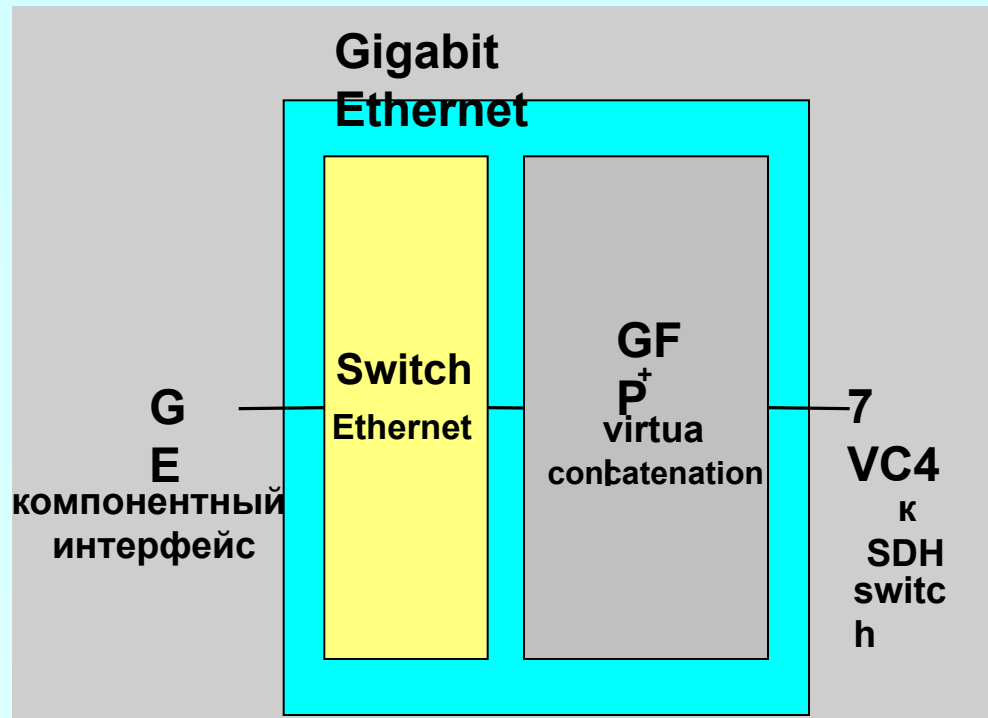 Gigabit
Ethernet
G
E
компонентный
интерфейс
Switch
Ethernet
GF
P
+
virtua
l
concatenation
7
VC4
к
SDH
switc
h